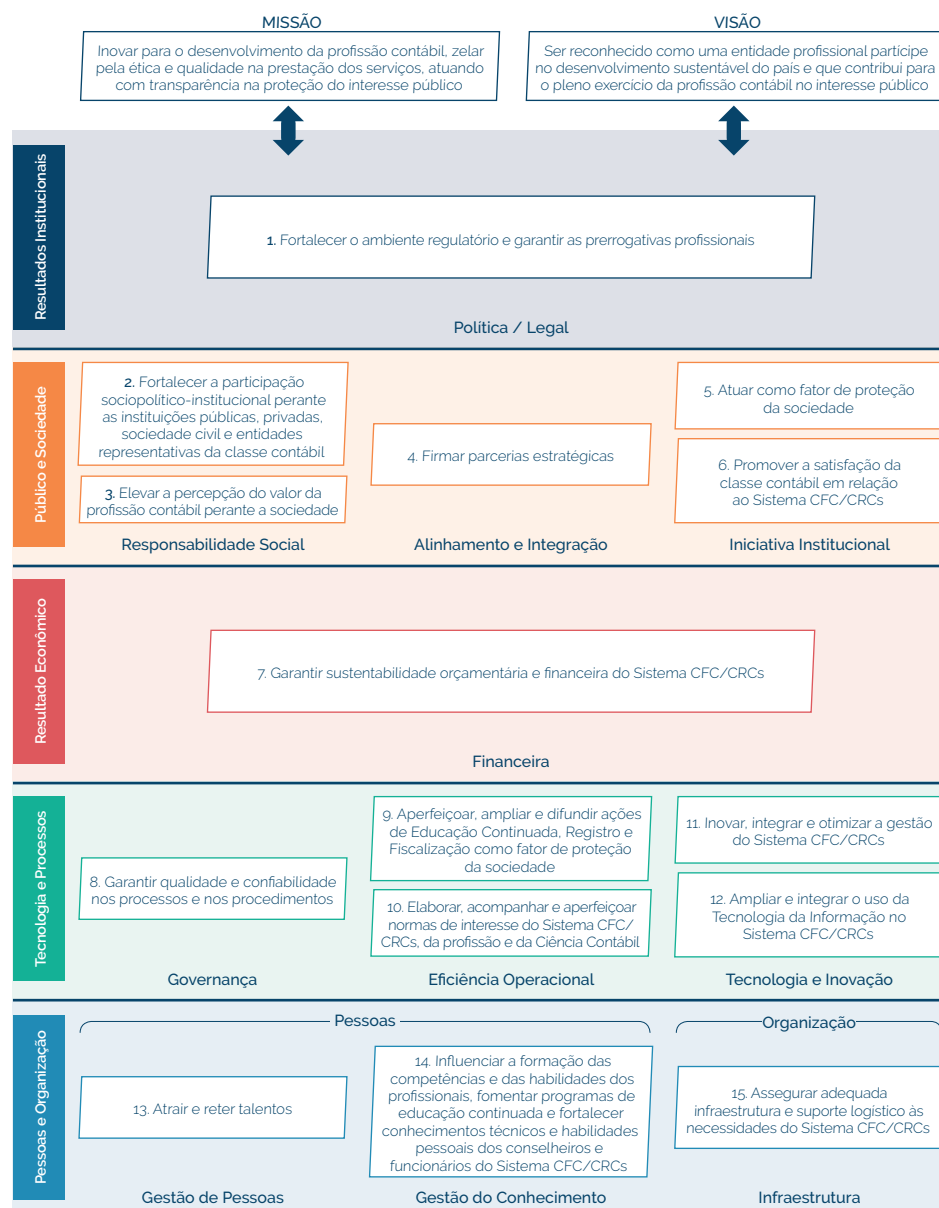 MISSÃO
Inovar para o desenvolvimento da profissão contábil, zelar
pela ética e qualidade na prestação dos serviços, atuando
com transparência na proteção do interesse público
VISÃO
Ser reconhecido como uma entidade profissional partícipe
no desenvolvimento sustentável do país e que contribui para
o pleno exercício da profissão contábil no interesse público
Resultados Institucionais
1. Fortalecer o ambiente regulatório e garantir as prerrogativas profissionais
Política / Legal
Público e Sociedade
2. Fortalecer a participação
sociopolítico-institucional perante
as instituições públicas, privadas,
sociedade civil e entidades
representativas da classe contábil
3. Elevar a percepção do valor da
profissão contábil perante a sociedade
Responsabilidade Social
4. Firmar parcerias estratégicas
Alinhamento e Integração
5. Atuar como fator de proteção
da sociedade
6. Promover a satisfação da
classe contábil em relação
ao Sistema CFC/CRCs
Iniciativa Institucional
Resultado Econômico
7. Garantir sustentabilidade orçamentária e financeira do Sistema CFC/CRCs
Financeira
Tecnologia e Processos
8. Garantir qualidade e confiabilidade
nos processos e nos procedimentos
Governança
9. Aperfeiçoar, ampliar e difundir ações
de Educação Continuada, Registro e
Fiscalização como fator de proteção
da sociedade
10. Elaborar, acompanhar e aperfeiçoar
normas de interesse do Sistema CFC/
CRCs, da profissão e da Ciência Contábil
Eficiência Operacional
11. Inovar, integrar e otimizar a gestão
do Sistema CFC/CRCs
12. Ampliar e integrar o uso da
Tecnologia da Informação no
Sistema CFC/CRCs
Tecnologia e Inovação
Pessoas e Organização
Pessoas
13. Atrair e reter talentos
Gestão de Pessoas
14. Influenciar a formação das
competências e das habilidades dos
profissionais, fomentar programas de
educação continuada e fortalecer
conhecimentos técnicos e habilidades
pessoais dos conselheiros e
funcionários do Sistema CFC/CRCs
Gestão do Conhecimento
Organização
15. Assegurar adequada
infraestrutura e suporte logístico às
necessidades do Sistema CFC/CRCs
Infraestrutura